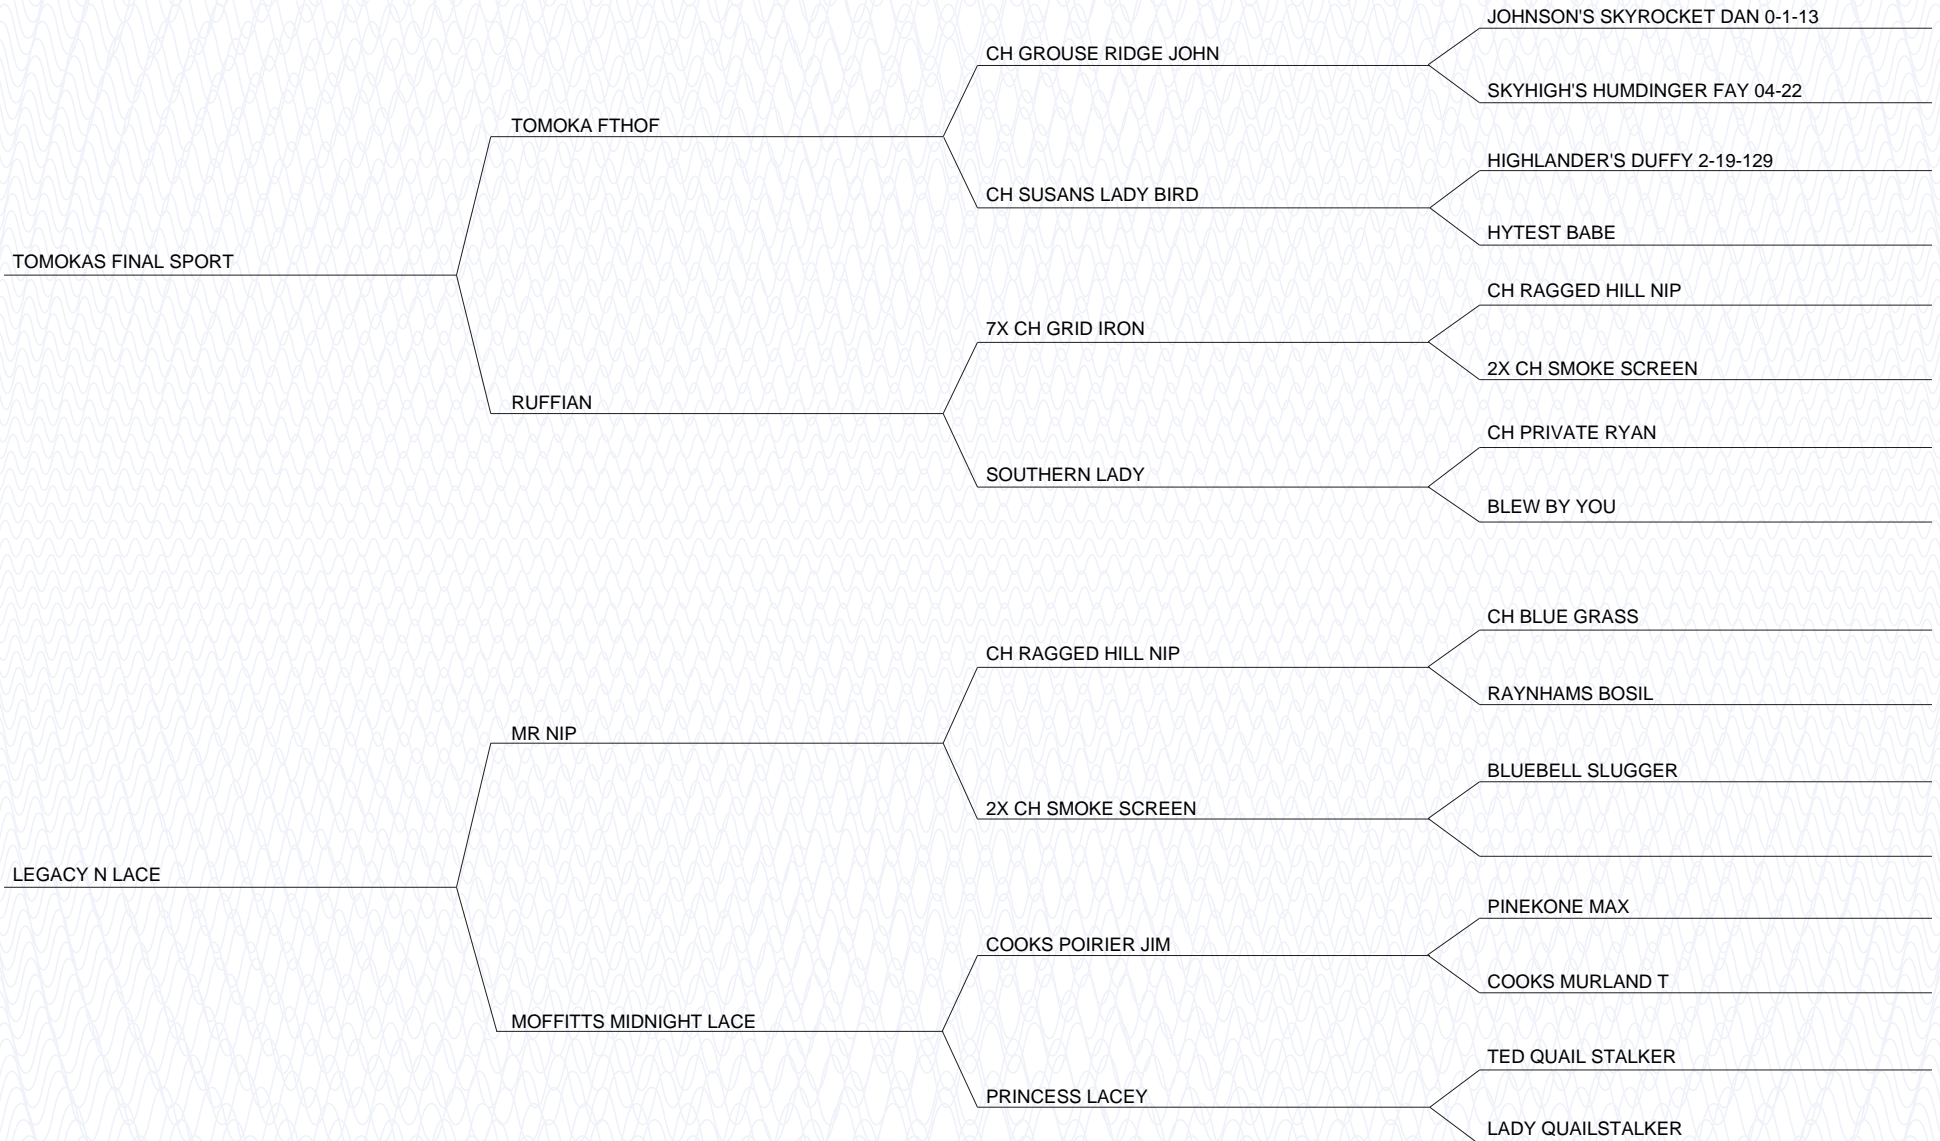 JOHNSON'S SKYROCKET DAN 0-1-13
CH GROUSE RIDGE JOHN
SKYHIGH'S HUMDINGER FAY 04-22
TOMOKA FTHOF
HIGHLANDER'S DUFFY 2-19-129
CH SUSANS LADY BIRD
HYTEST BABE
TOMOKAS FINAL SPORT
CH RAGGED HILL NIP
7X CH GRID IRON
2X CH SMOKE SCREEN
RUFFIAN
CH PRIVATE RYAN
SOUTHERN LADY
BLEW BY YOU
CH BLUE GRASS
CH RAGGED HILL NIP
RAYNHAMS BOSIL
MR NIP
BLUEBELL SLUGGER
2X CH SMOKE SCREEN
LEGACY N LACE
PINEKONE MAX
COOKS POIRIER JIM
COOKS MURLAND T
MOFFITTS MIDNIGHT LACE
TED QUAIL STALKER
PRINCESS LACEY
LADY QUAILSTALKER